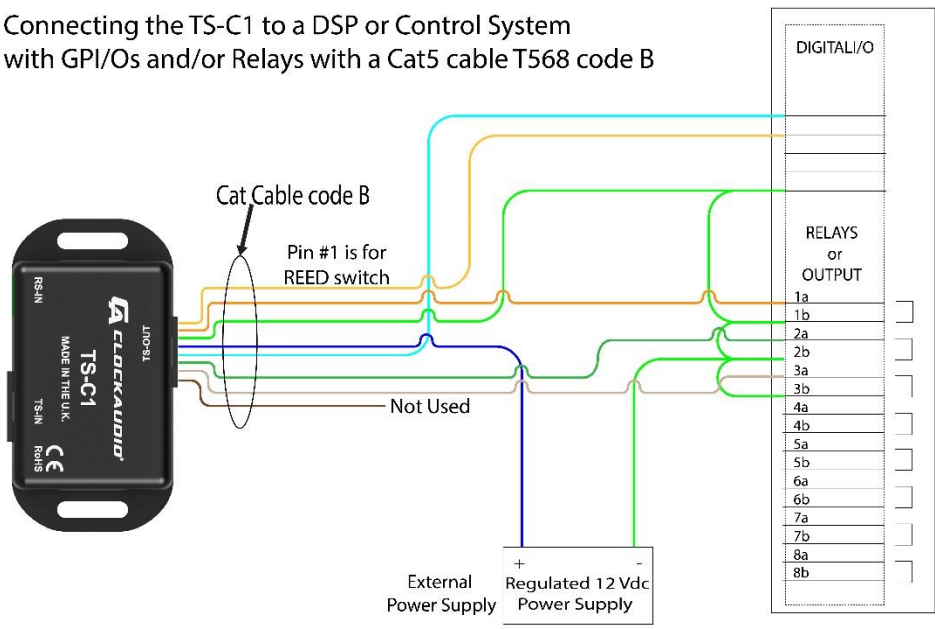 Connecting the TS-C1 to a DSP or Control System
with GPI/Os and/or Relays with a Cat5 cable T568 code B
DIGITALI/O
Cat Cable code B
Pin #1 is for
REED switch
RS-IN
TS-OUT
CLOCKAUDIO
TS-C1
MADE IN THE U.K.
TS-IN
CE
RoHS
Not Used
RELAYS
or
OUTPUT
1a
1b
2a
2b
3a
3b
4a
4b
5a
5b
6a
6b
7a
7b
8a
8b
External
Power Supply
+ -
Regulated 12 Vdc
Power Supply